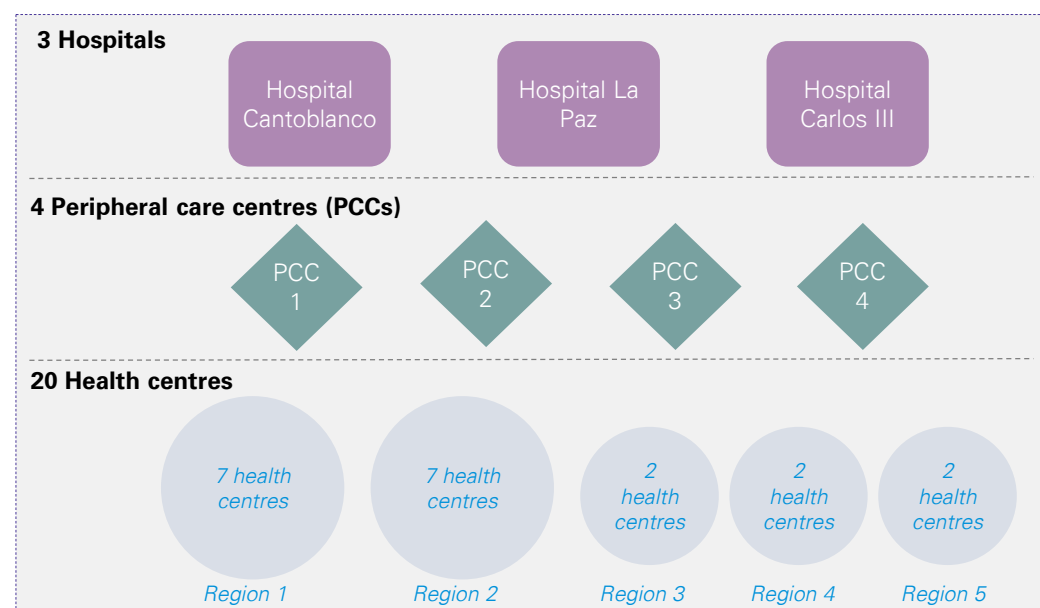 3 Hospitals
Hospital
Cantoblanco
Hospital La
Paz
Hospital
Carlos III
4 Peripheral care centres (PCCs)
PCC
1
PCC
2
PCC
3
PCC
4
20 Health centres
7 health
centres
7 health
centres
2
health
centres
2
health
centres
2
health
centres
Region 1
Region 2
Region 3
Region 4
Region 5